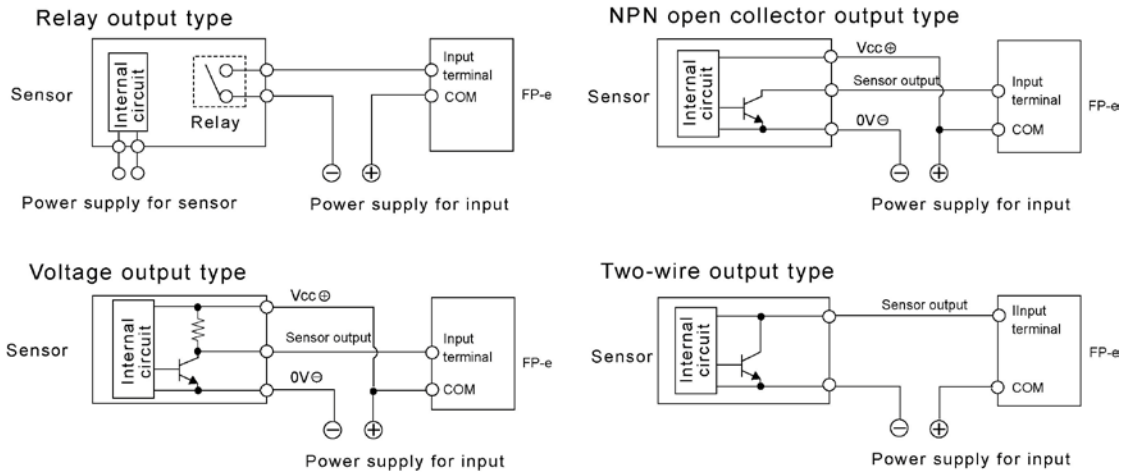 Relay output type
Sensor
Internal
circuit
Relay
Input
terminal
COM
FP-e
⊖ ⊕
Power supply for sensor
Power supply for input
NPN open collector output type
Sensor
Internal
circuit
Vcc⊕
Sensor output
0V⊖
Input
terminal
COM
FP-e
⊖ ⊕
Power supply for input
Voltage output type
Sensor
Internal
circuit
Vcc⊕
Sensor output
0V⊖
Input
terminal
COM
FP-e
⊖ ⊕
Power supply for input
Two-wire output type
Sensor
Internal
circuit
Sensor output
IInput
terminal
COM
FP-e
⊖ ⊕
Power supply for input